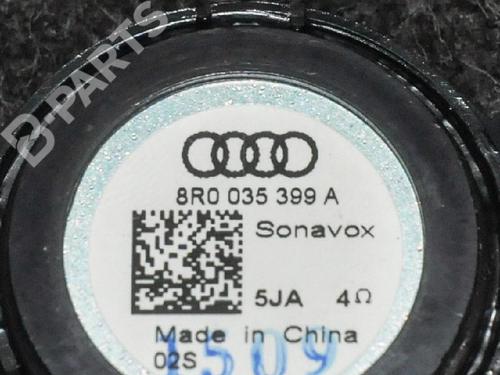 B-PARTS
8R0 035 399 A
Sonavox
5JA 4Ω
Made in China
02S
1509